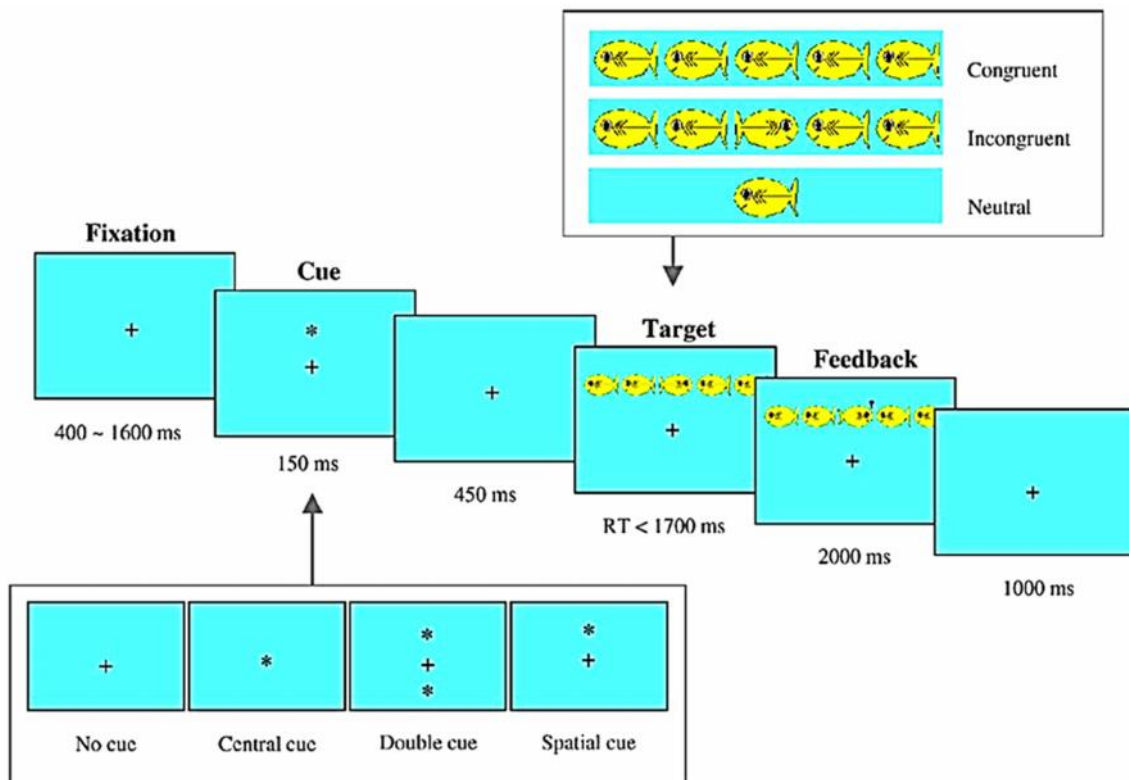 Congruent
Incongruent
Neutral
Fixation
Cue
Target
Feedback
400 ~ 1600 ms
150 ms
450 ms
RT < 1700 ms
2000 ms
1000 ms
No cue
Central cue
Double cue
Spatial cue